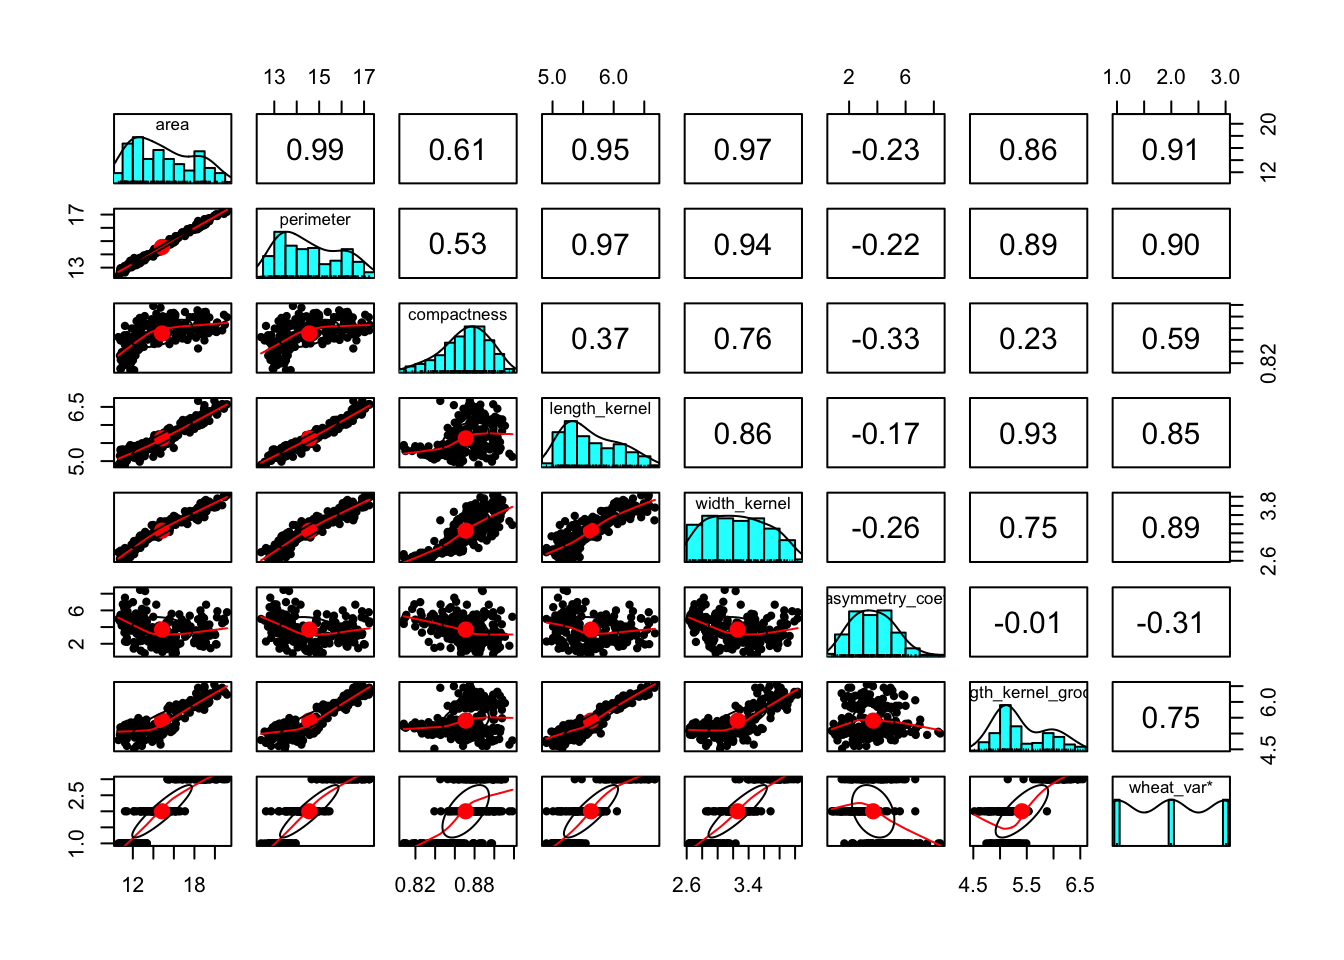 13 15 17 5.0 6.0 2 6 1.0 2.0 3.0
area 0.99 0.61 0.95 0.97 -0.23 0.86 0.91 12 20
13 17 perimeter 0.53 0.97 0.94 -0.22 0.89 0.90
compactness 0.37 0.76 -0.33 0.23 0.59 0.82
5.0 6.5 length_kernel 0.86 -0.17 0.93 0.85
width_kernel -0.26 0.75 0.89 2.6 3.8
2 6 asymmetry_coef -0.01 -0.31
gth_kernel_groo 0.75 4.5 6.0
1.0 2.5 wheat_var*
12 18 0.82 0.88 2.6 3.4 4.5 5.5 6.5